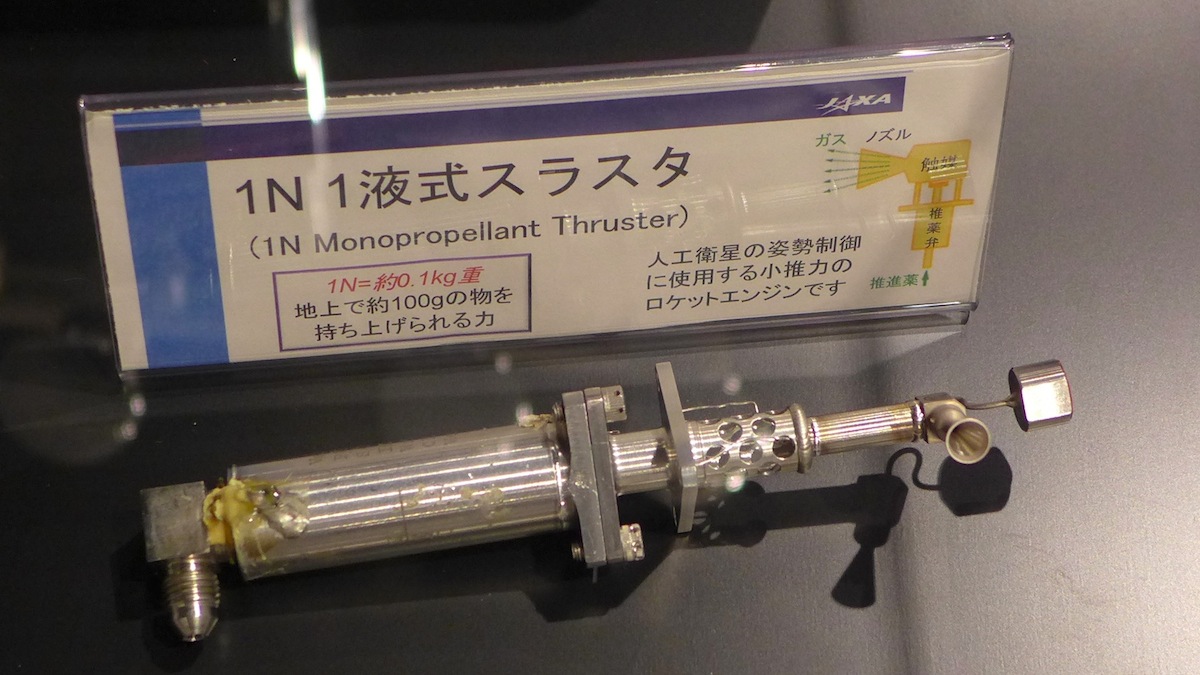 JAXA
1N 1液式スラスタ
(1N Monopropellant Thruster)
1N=約0.1kg重
地上で約100gの物を
持ち上げられる力
人工衛星の姿勢制御
に使用する小推力の
ロケットエンジンです
ガス ノズル
触媒
推
薬
弁
推進薬